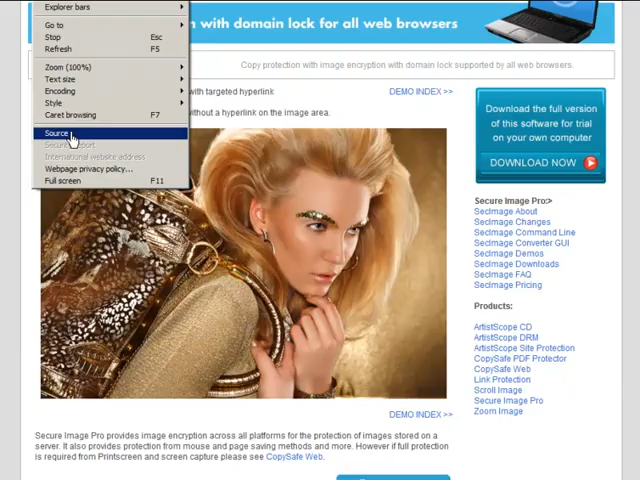 Explorer bars
Go to
Stop Esc
Refresh F5
Zoom (100%)
Text size
Encoding
Style
Caret browsing F7
Source
International website address
Webpage privacy policy...
Full screen F11
n with domain lock for all web browsers
Copy protection with image encryption with domain lock supported by all web browsers.
with targeted hyperlink
DEMO INDEX >>
without a hyperlink on the image area.
Download the full version
of this software for trial
on your own computer
DOWNLOAD NOW
Secure Image Pro:>
SecImage About
SecImage Changes
SecImage Command Line
SecImage Converter GUI
SecImage Demos
SecImage Downloads
SecImage FAQ
SecImage Pricing
Products:
ArtistScope CD
ArtistScope DRM
ArtistScope Site Protection
CopySafe PDF Protector
CopySafe Web
Link Protection
Scroll Image
Secure Image Pro
Zoom Image
DEMO INDEX >>
Secure Image Pro provides image encryption across all platforms for the protection of images stored on a
server. It also provides protection from mouse and page saving methods and more. However if full protection
is required from Printscreen and screen capture please see CopySafe Web.